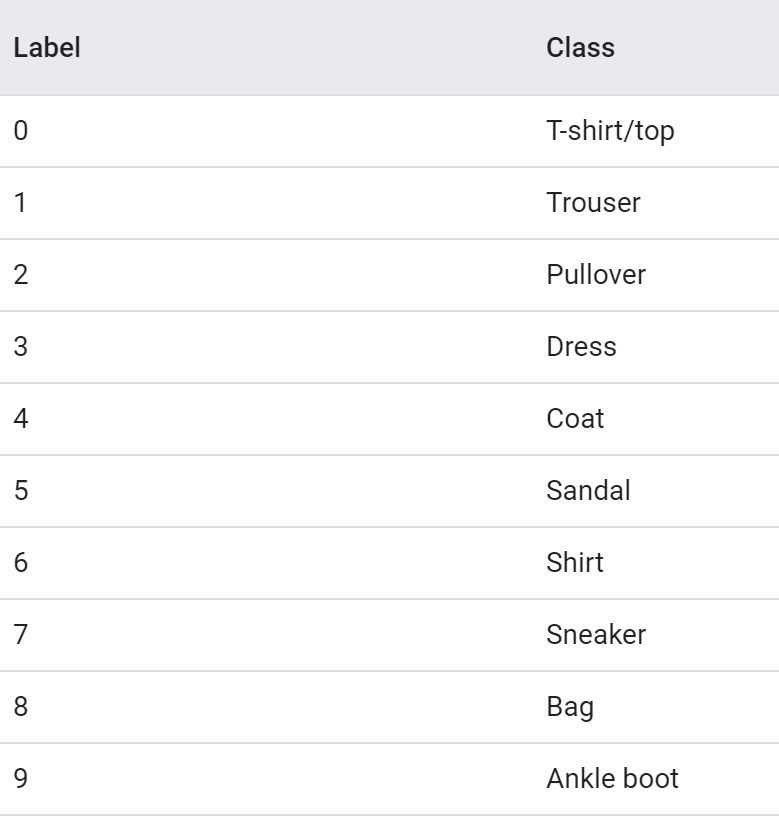 Label Class
0 T-shirt/top
1 Trouser
2 Pullover
3 Dress
4 Coat
5 Sandal
6 Shirt
7 Sneaker
8 Bag
9 Ankle boot